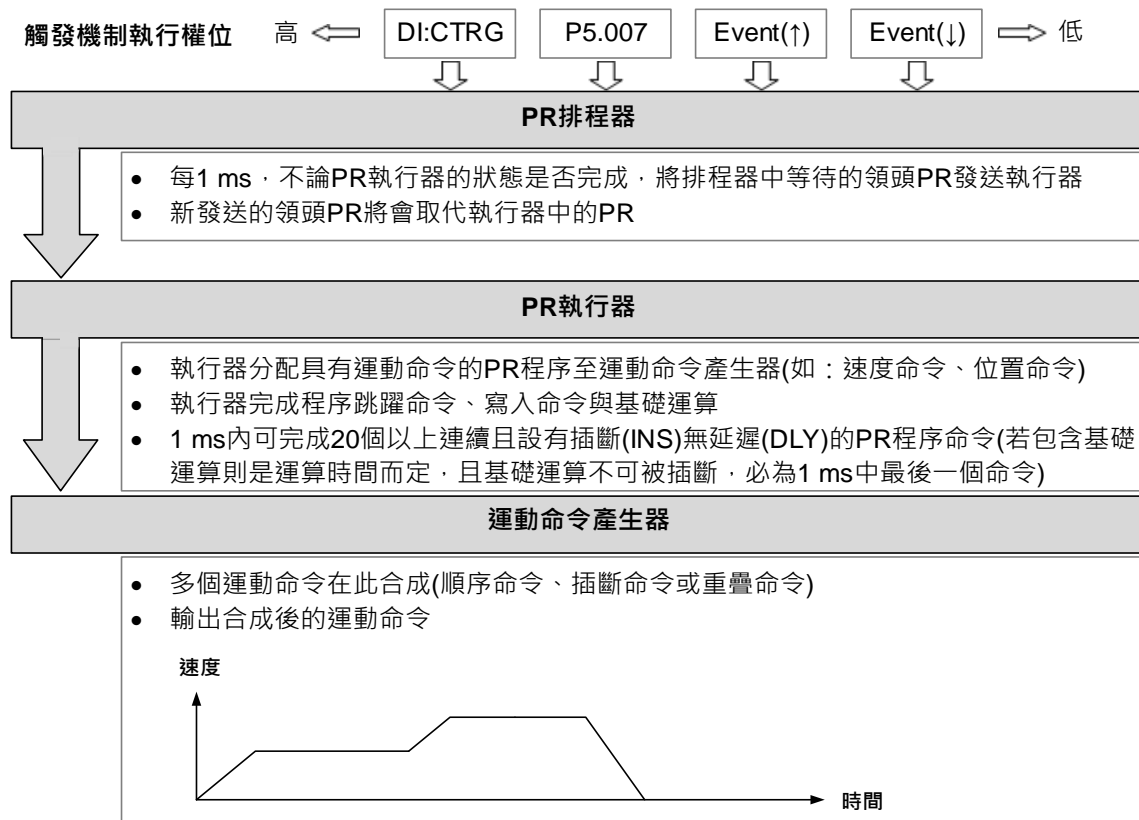 觸發機制執行權位 高 DI:CTRG P5.007 Event(↑) Event(↓) 低
PR排程器
• 每1 ms，不論PR執行器的狀態是否完成，將排程器中等待的領頭PR發送執行器
• 新發送的領頭PR將會取代執行器中的PR
PR執行器
• 執行器分配具有運動命令的PR程序至運動命令產生器(如：速度命令、位置命令)
• 執行器完成程序跳躍命令、寫入命令與基礎運算
• 1 ms內可完成20個以上連續且設有插斷(INS)無延遲(DLY)的PR程序命令(若包含基礎
運算則是運算時間而定，且基礎運算不可被插斷，必為1 ms中最後一個命令)
運動命令產生器
• 多個運動命令在此合成(順序命令、插斷命令或重疊命令)
• 輸出合成後的運動命令
速度
時間